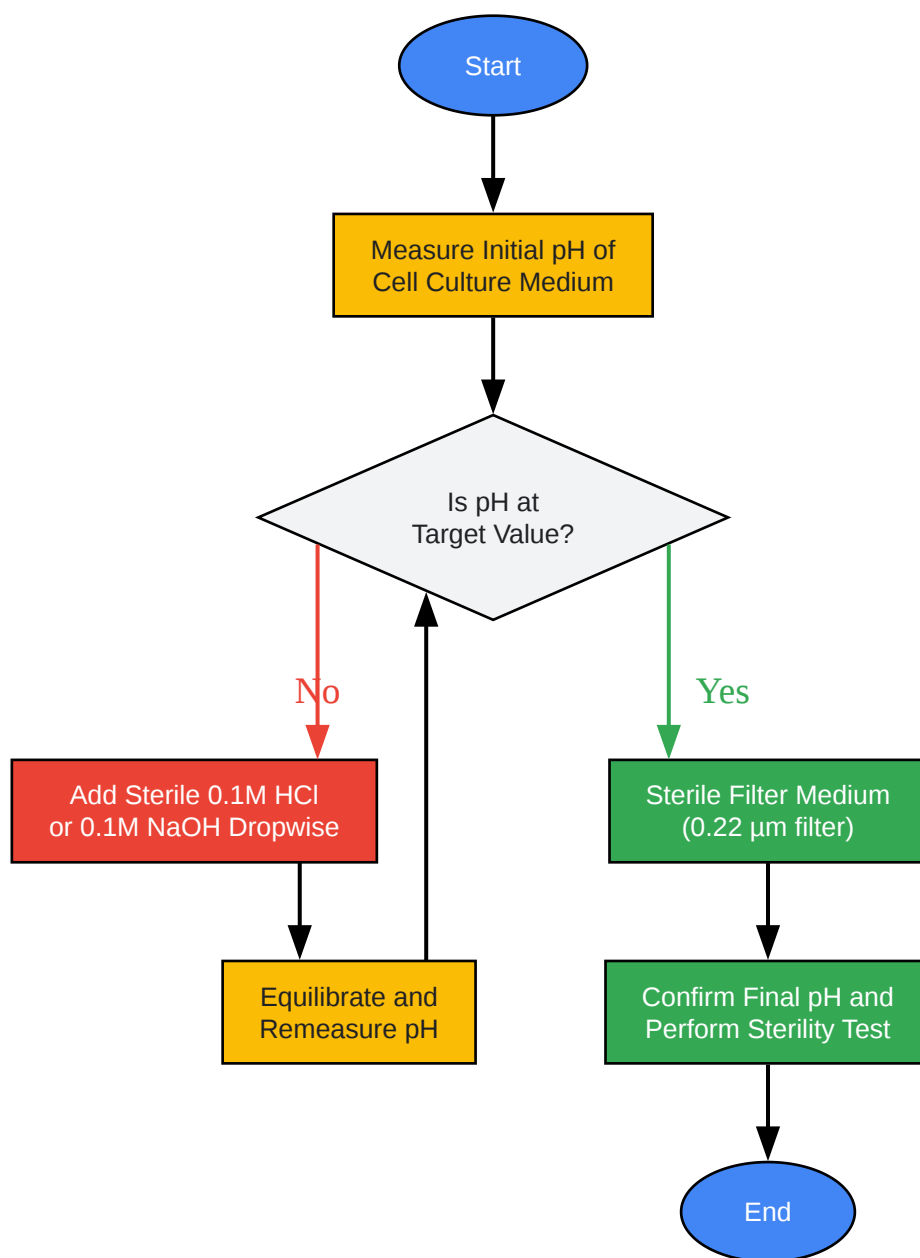 Start
Measure Initial pH of
Cell Culture Medium
Is pH at
Target Value?
No
Yes
Add Sterile 0.1M HCl
or 0.1M NaOH Dropwise
Sterile Filter Medium
(0.22 µm filter)
Equilibrate and
Remeasure pH
Confirm Final pH and
Perform Sterility Test
End